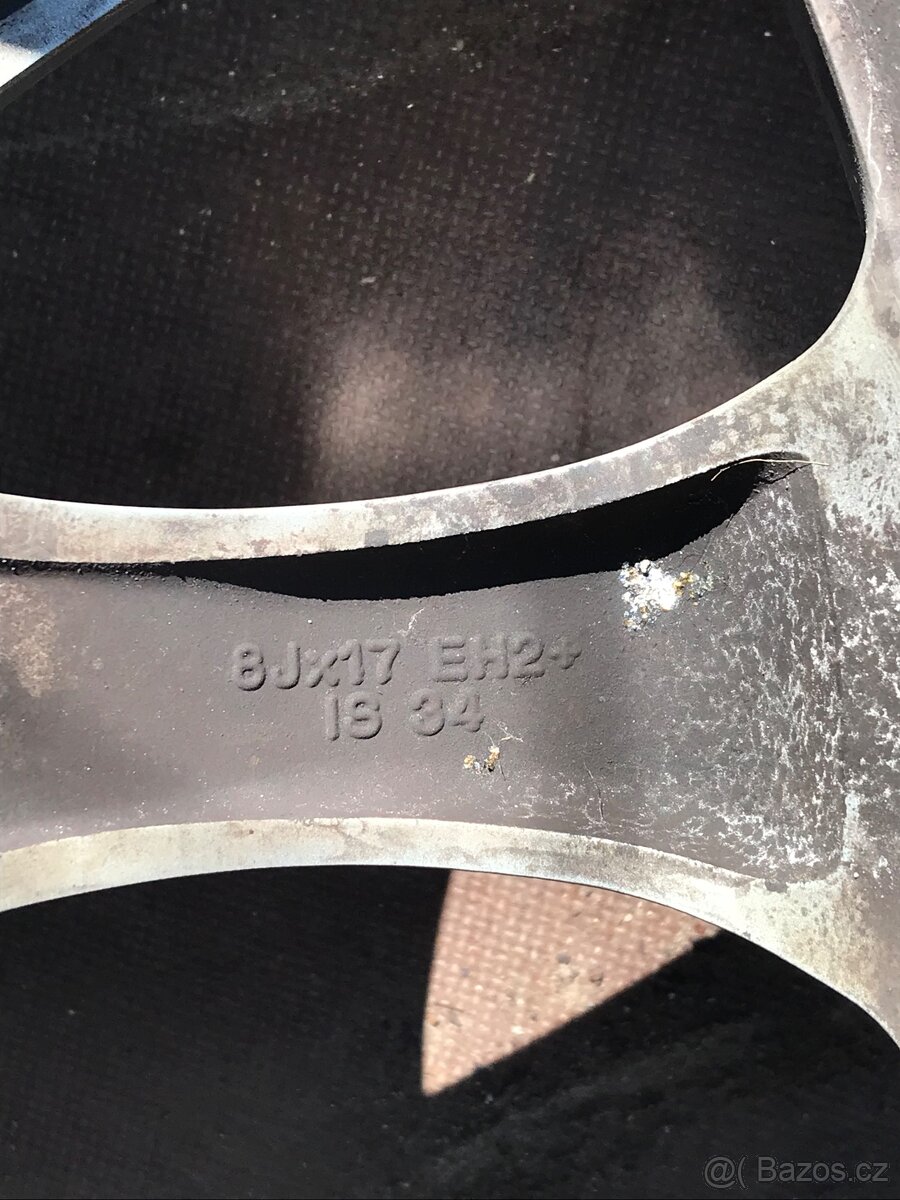 8Jx17 EH2+
IS 34
@( Bazos.cz